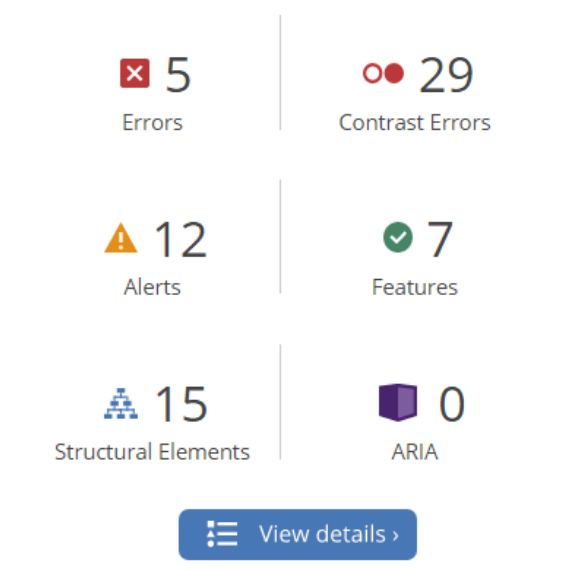 5
Errors
29
Contrast Errors
12
Alerts
7
Features
15
Structural Elements
0
ARIA
View details ›